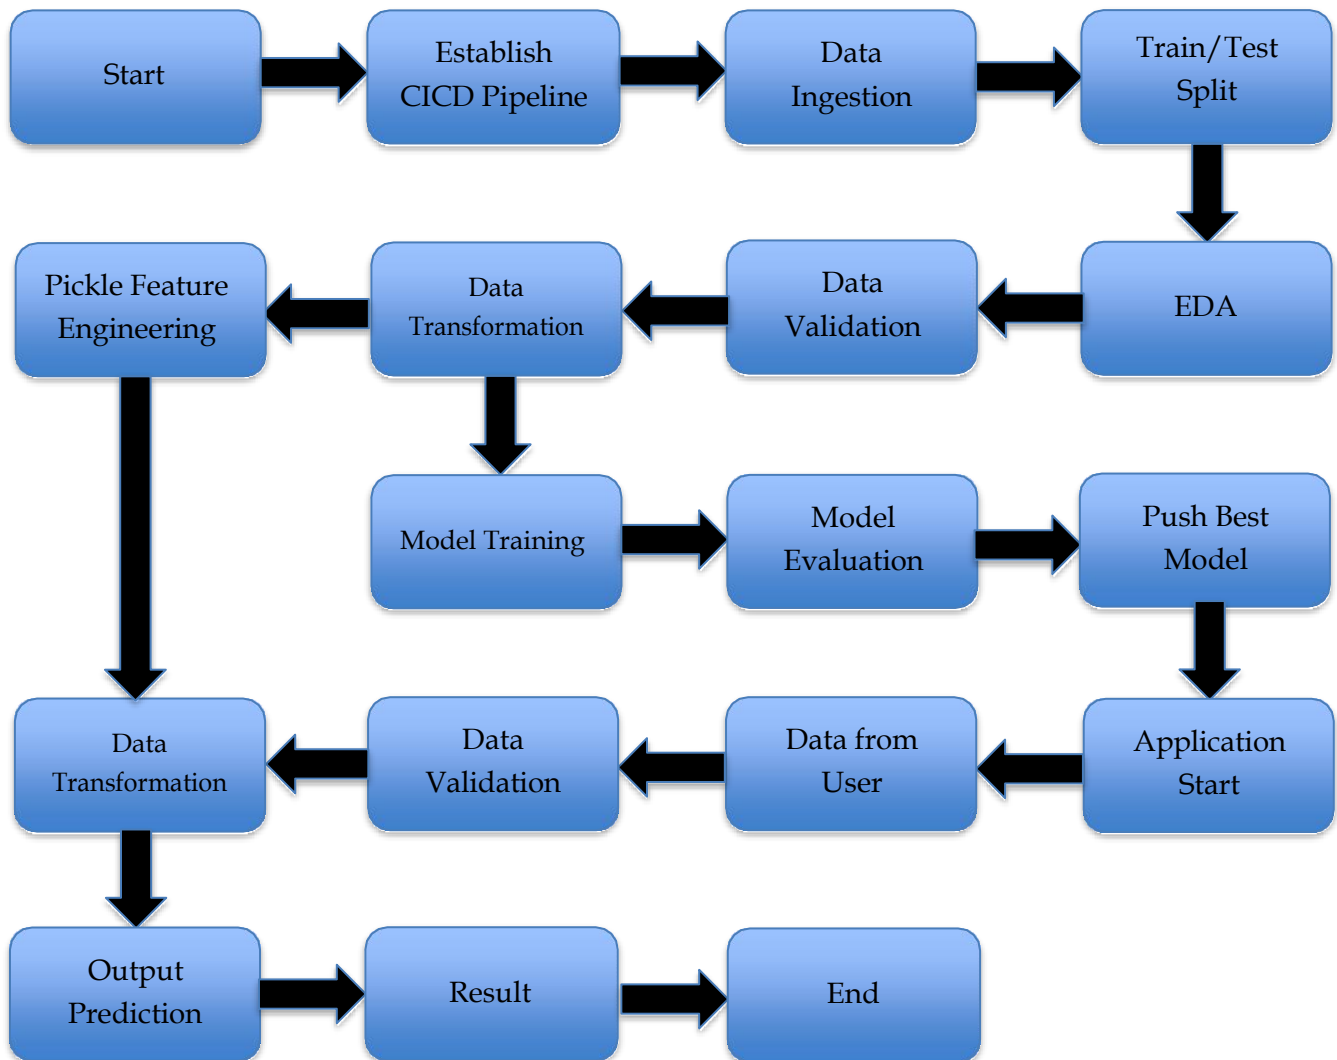 Start
Establish
CICD Pipeline
Data
Ingestion
Train/Test
Split
Pickle Feature
Engineering
Data
Transformation
Data
Validation
EDA
Model Training
Model
Evaluation
Push Best
Model
Data
Transformation
Data
Validation
Data from
User
Application
Start
Output
Prediction
Result
End